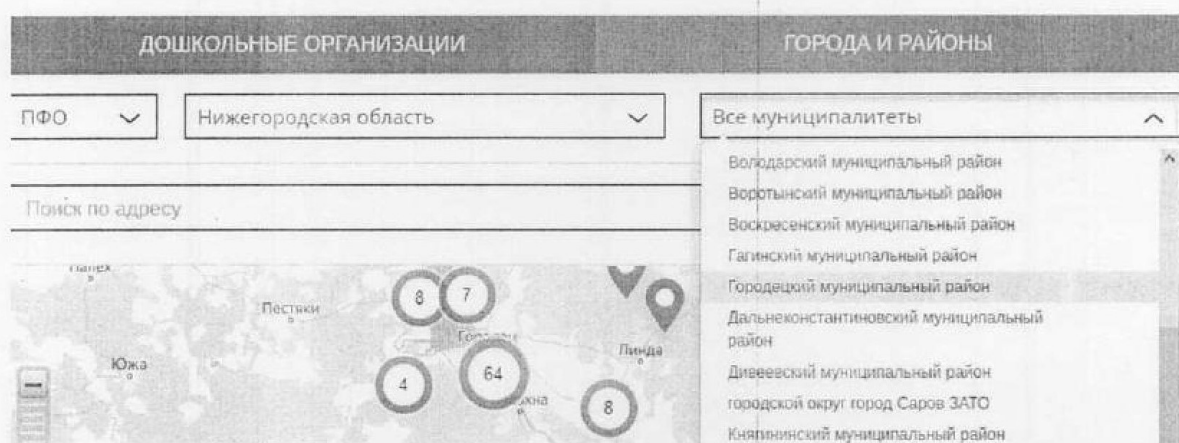 ДОШКОЛЬНЫЕ ОРГАНИЗАЦИИ
ГОРОДА И РАЙОНЫ
ПФО
Нижегородская область
Все муниципалитеты
Володарский муниципальный район
Воротынский муниципальный район
Воскресенский муниципальный район
Гагинский муниципальный район
Городецкий муниципальный район
Дальнеконстантиновский муниципальный
район
Дивеевский муниципальный район
городской округ город Саров ЗАТО
Княгининский муниципальный район
Поиск по адресу
Пестяки
8
7
Южа
Линда
4
64
8